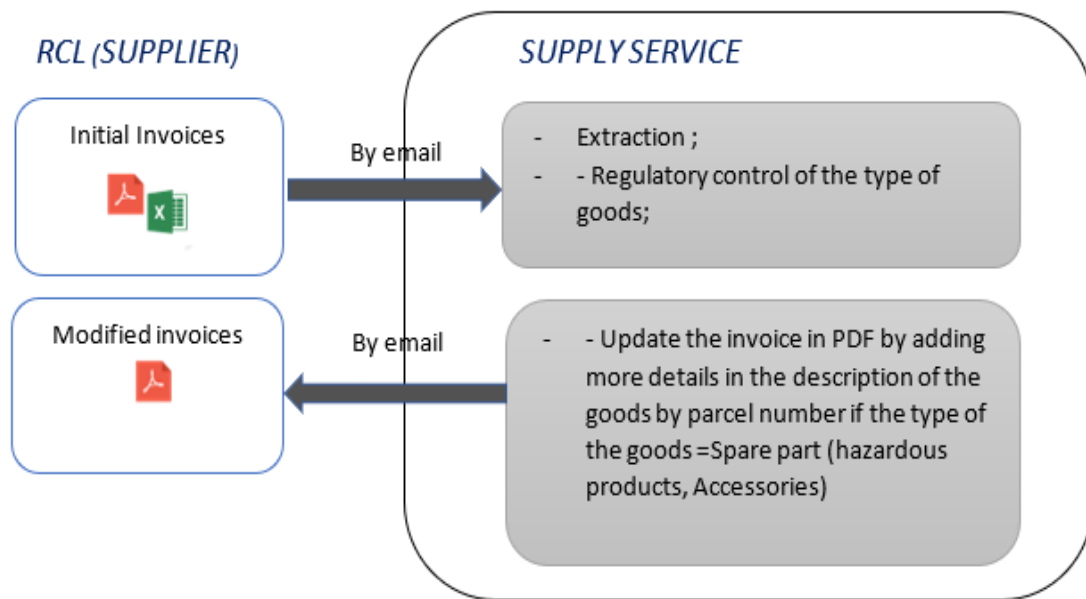 RCL (SUPPLIER)
SUPPLY SERVICE
Initial Invoices
By email
- Extraction ;
- - Regulatory control of the type of
goods;
Modified invoices
By email
- - Update the invoice in PDF by adding
more details in the description of the
goods by parcel number if the type of
the goods =Spare part (hazardous
products, Accessories)
X